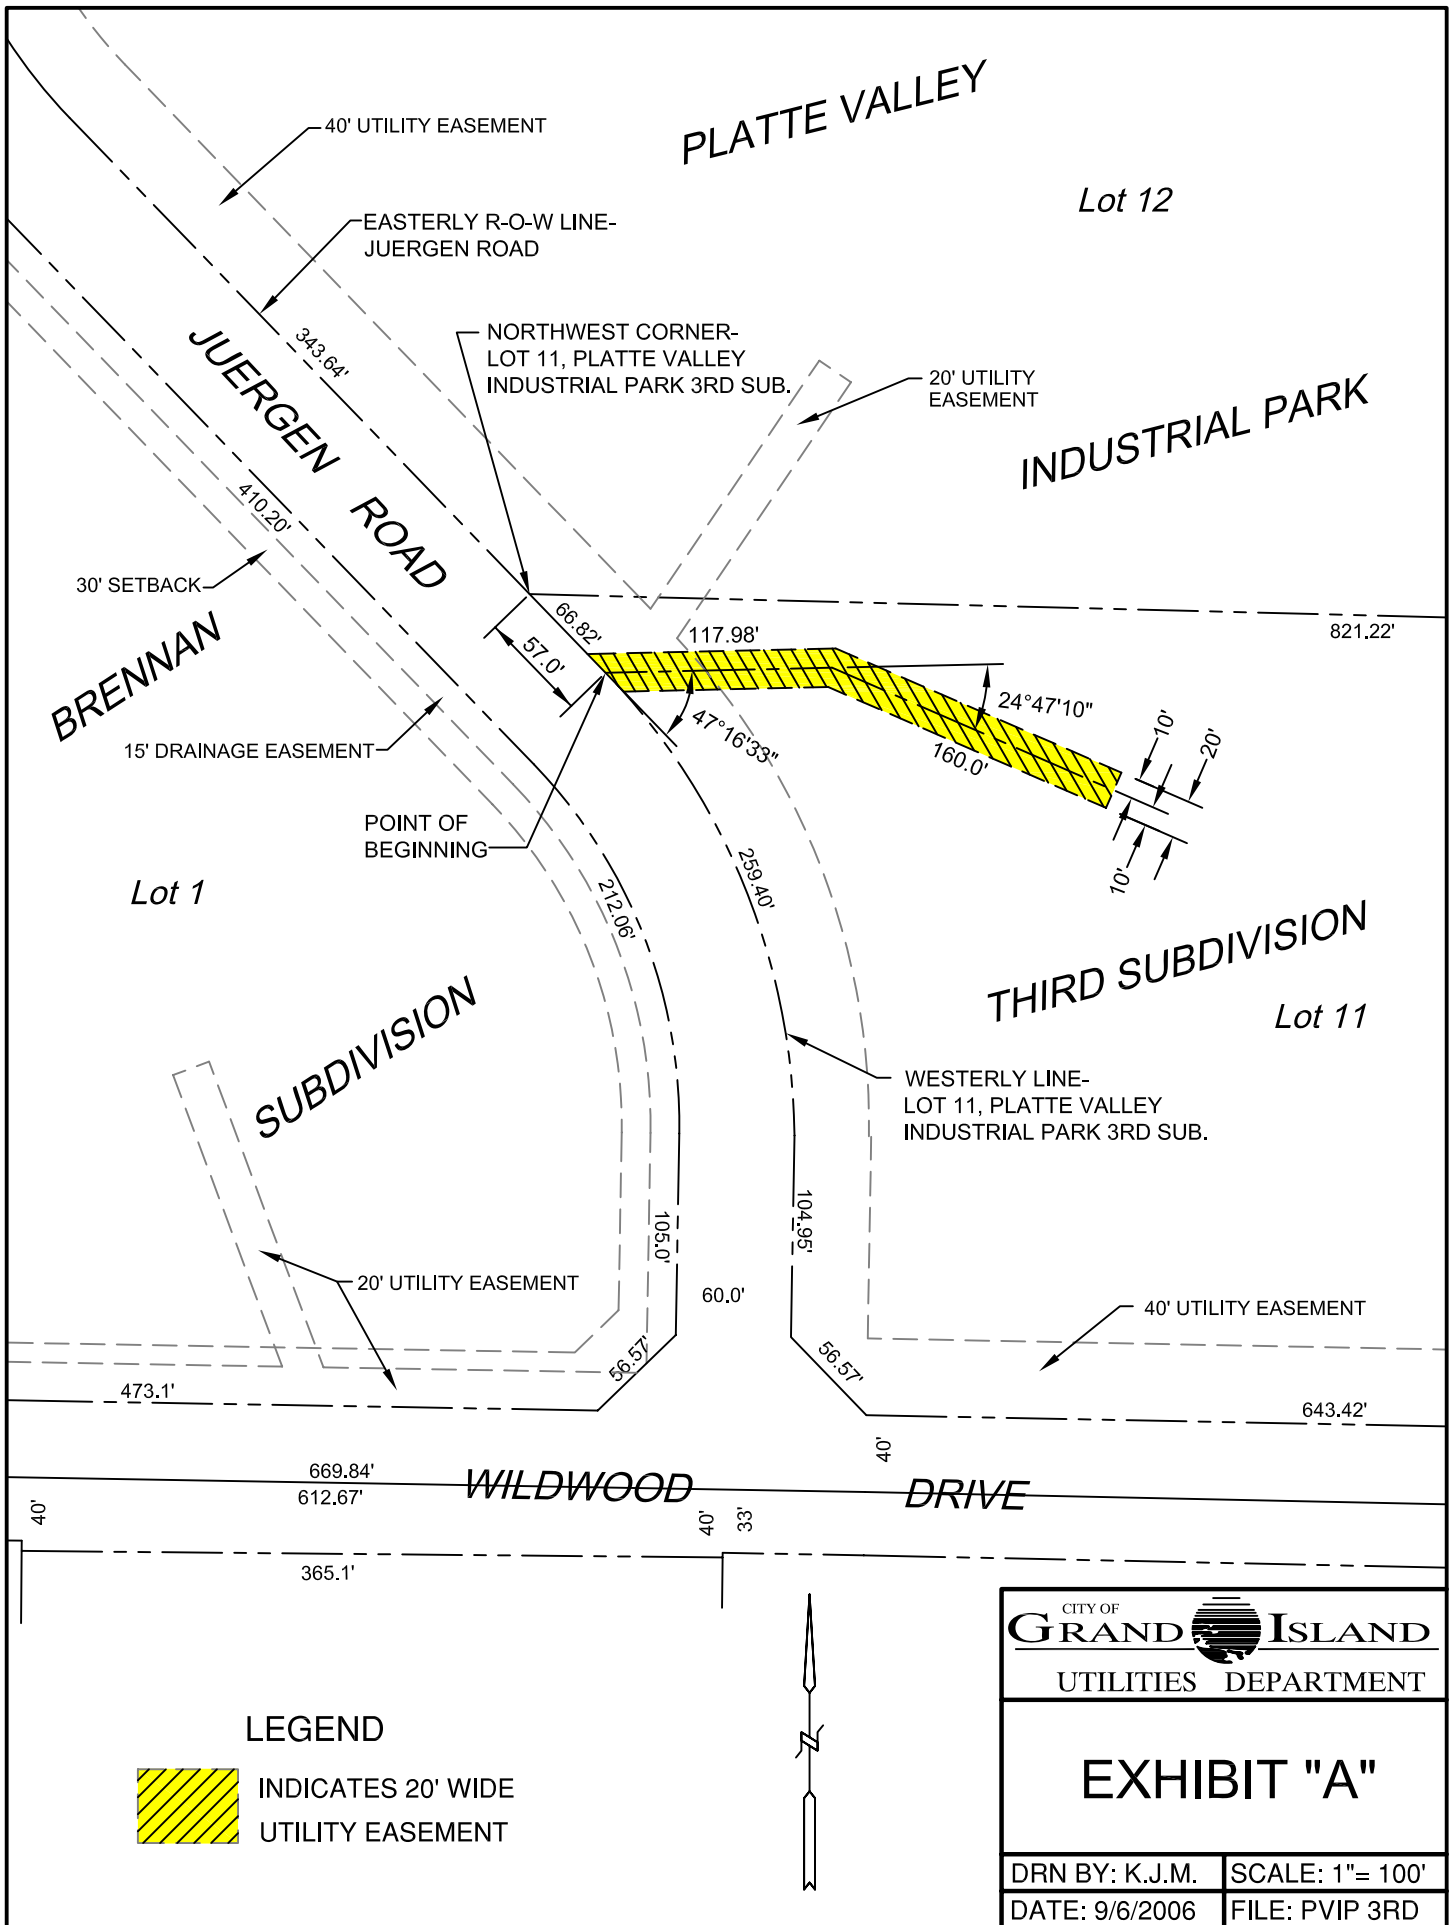 PLATTE VALLEY
40' UTILITY EASEMENT
Lot 12
EASTERLY R-O-W LINE-
JUERGEN ROAD
343.64'
NORTHWEST CORNER-
LOT 11, PLATTE VALLEY
INDUSTRIAL PARK 3RD SUB.
20' UTILITY
EASEMENT
INDUSTRIAL PARK
JUERGEN ROAD
410.20'
30' SETBACK
66.82'
57.0'
117.98'
821.22'
BRENNAN
24°47'10"
47°16'33"
160.0'
10'
20'
10'
15' DRAINAGE EASEMENT
POINT OF
BEGINNING
Lot 1
212.06'
259.40'
THIRD SUBDIVISION
Lot 11
SUBDIVISION
WESTERLY LINE-
LOT 11, PLATTE VALLEY
INDUSTRIAL PARK 3RD SUB.
105.0'
104.95'
20' UTILITY EASEMENT
60.0'
40' UTILITY EASEMENT
56.57'
56.57'
473.1'
643.42'
40'
669.84'
612.67'
WILDWOOD DRIVE
40'
40'
33'
365.1'
CITY OF
GRAND ISLAND
UTILITIES DEPARTMENT
LEGEND
INDICATES 20' WIDE
UTILITY EASEMENT
EXHIBIT "A"
DRN BY: K.J.M.
SCALE: 1"= 100'
DATE: 9/6/2006
FILE: PVIP 3RD